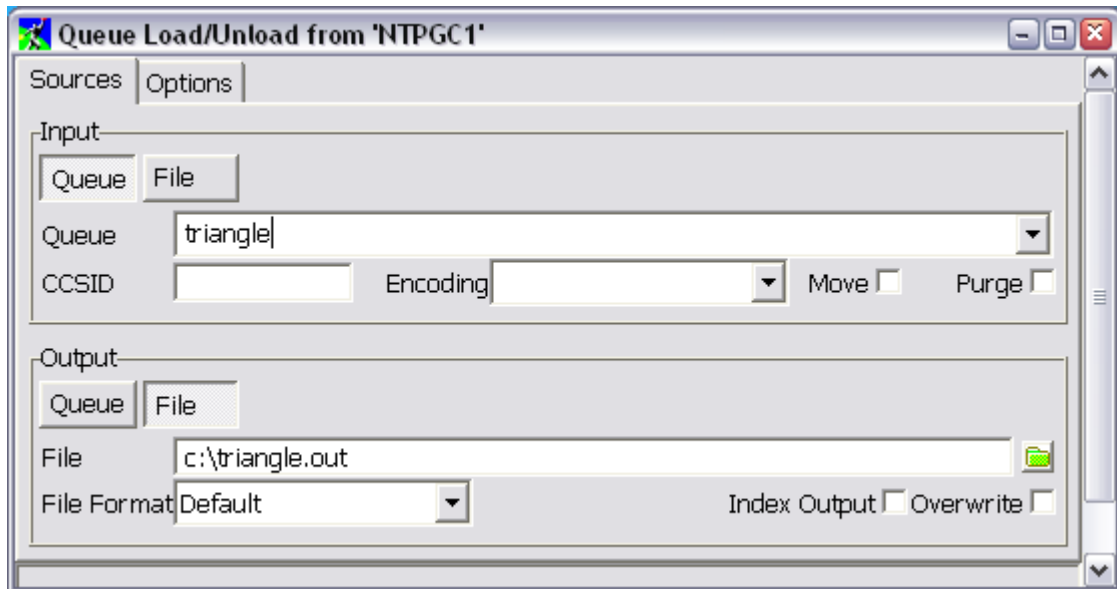 Queue Load/Unload from 'NTPGC1'
Sources Options
Input
Queue File
Queue triangle
CCSID Encoding Move Purge
Output
Queue File
File c:\triangle.out
File Format Default Index Output Overwrite